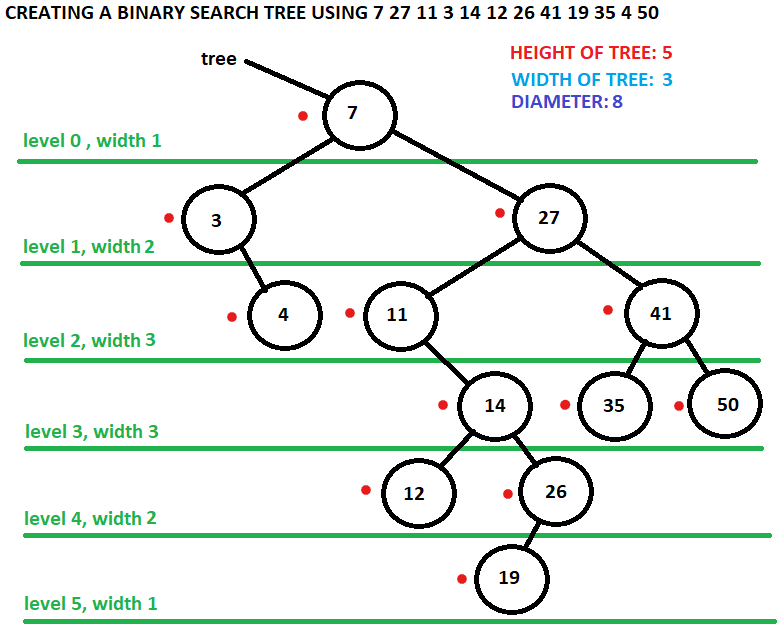 CREATING A BINARY SEARCH TREE USING 7 27 11 3 14 12 26 41 19 35 4 50
tree
HEIGHT OF TREE: 5
WIDTH OF TREE: 3
DIAMETER: 8
7
level 0 , width 1
3
27
level 1, width 2
4
11
41
level 2, width 3
14
35
50
level 3, width 3
12
26
level 4, width 2
19
level 5, width 1